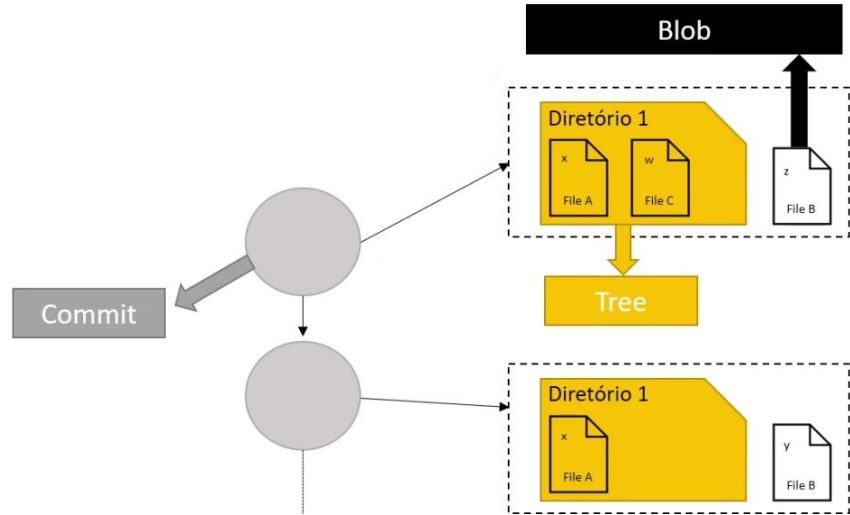 Blob
Diretório 1
x
File A
w
File C
z
File B
Commit
Tree
Diretório 1
x
File A
y
File B